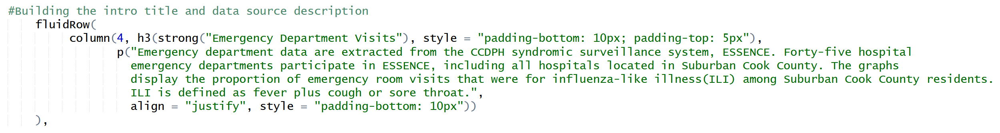 #Building the intro title and data source description
fluidRow(
column(4, h3(strong("Emergency Department Visits"), style = "padding-bottom: 10px; padding-top: 5px"),
p("Emergency department data are extracted from the CCDPH syndromic surveillance system, ESSENCE. Forty-five hospital
emergency departments participate in ESSENCE, including all hospitals located in Suburban Cook County. The graphs
display the proportion of emergency room visits that were for influenza-like illness(ILI) among Suburban Cook County residents.
ILI is defined as fever plus cough or sore throat.",
align = "justify", style = "padding-bottom: 10px"))
),